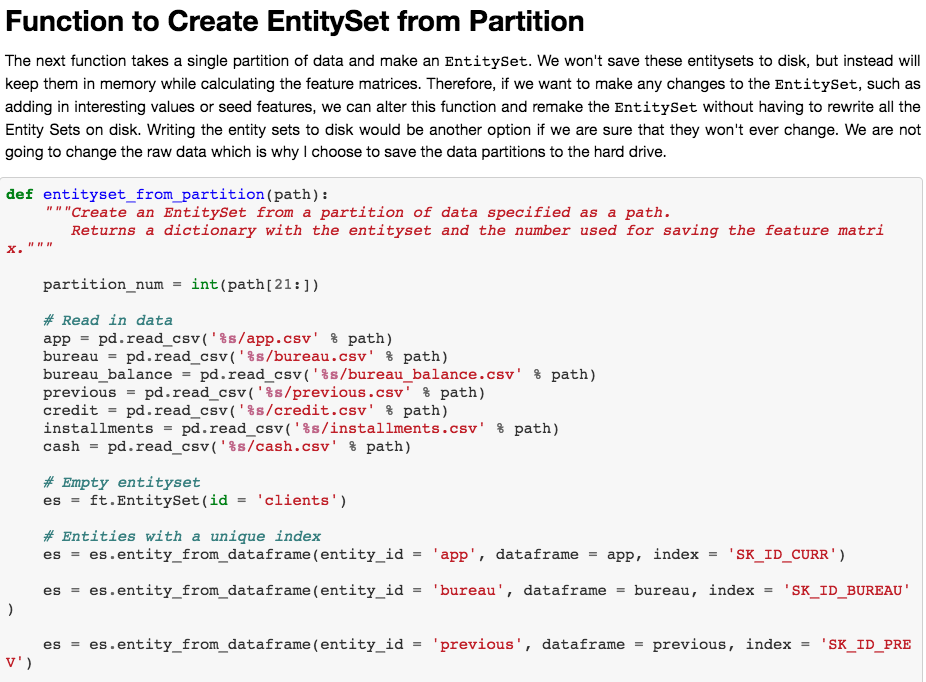 Function to Create EntitySet from Partition
The next function takes a single partition of data and make an EntitySet. We won't save these entitysets to disk, but instead will
keep them in memory while calculating the feature matrices. Therefore, if we want to make any changes to the EntitySet, such as
adding in interesting values or seed features, we can alter this function and remake the EntitySet without having to rewrite all the
Entity Sets on disk. Writing the entity sets to disk would be another option if we are sure that they won't ever change. We are not
going to change the raw data which is why I choose to save the data partitions to the hard drive.
def entityset_from_partition(path):
    """Create an EntitySet from a partition of data specified as a path.
       Returns a dictionary with the entityset and the number used for saving the feature matri
x."""
    partition_num = int(path[21:])
    # Read in data
    app = pd.read_csv('%s/app.csv' % path)
    bureau = pd.read_csv('%s/bureau.csv' % path)
    bureau_balance = pd.read_csv('%s/bureau_balance.csv' % path)
    previous = pd.read_csv('%s/previous.csv' % path)
    credit = pd.read_csv('%s/credit.csv' % path)
    installments = pd.read_csv('%s/installments.csv' % path)
    cash = pd.read_csv('%s/cash.csv' % path)
    # Empty entityset
    es = ft.EntitySet(id = 'clients')
    # Entities with a unique index
    es = es.entity_from_dataframe(entity_id = 'app', dataframe = app, index = 'SK_ID_CURR')
    es = es.entity_from_dataframe(entity_id = 'bureau', dataframe = bureau, index = 'SK_ID_BUREAU'
)
    es = es.entity_from_dataframe(entity_id = 'previous', dataframe = previous, index = 'SK_ID_PRE
V')